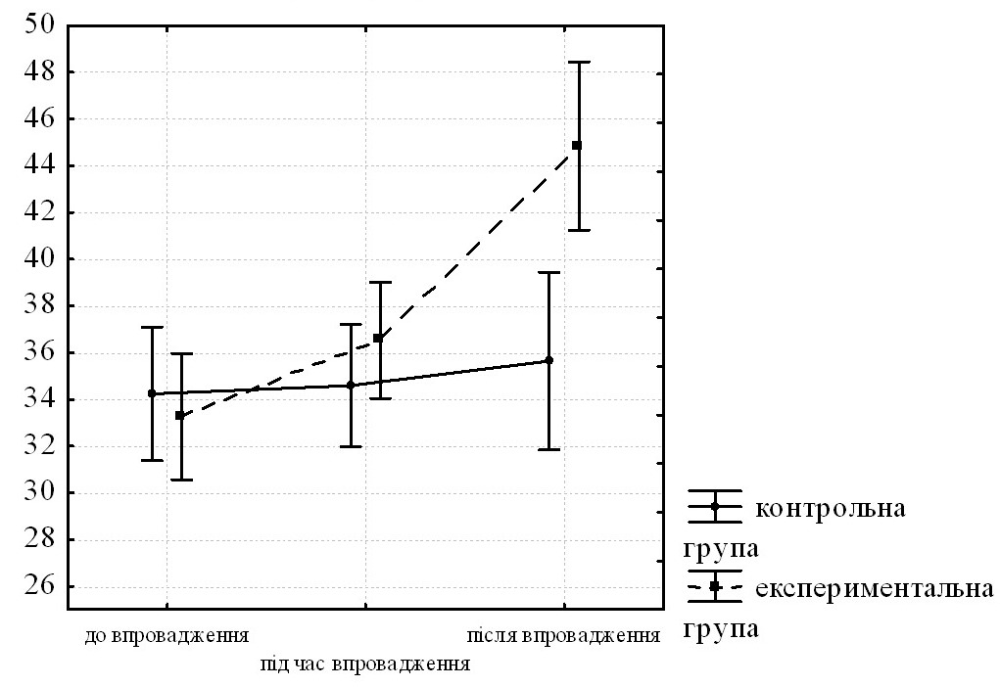 50
48
46
44
42
40
38
36
34
32
30
28
26
до впровадження
під час впровадження
після впровадження
контрольна
група
експериментальна
група